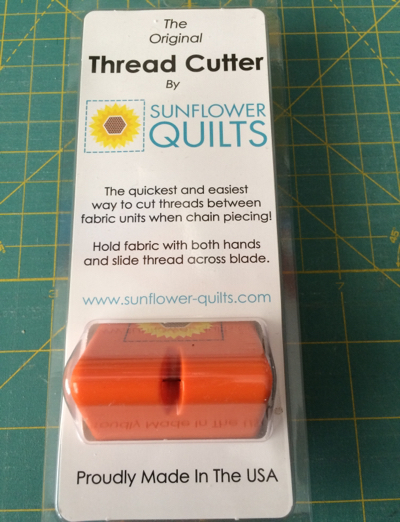 The
Original
Thread Cutter
By
SUNFLOWER
QUILTS
The quickest and easiest
way to cut threads between
fabric units when chain piecing!
Hold fabric with both hands
and slide thread across blade.
www.sunflower-quilts.com
Proudly Made In The USA